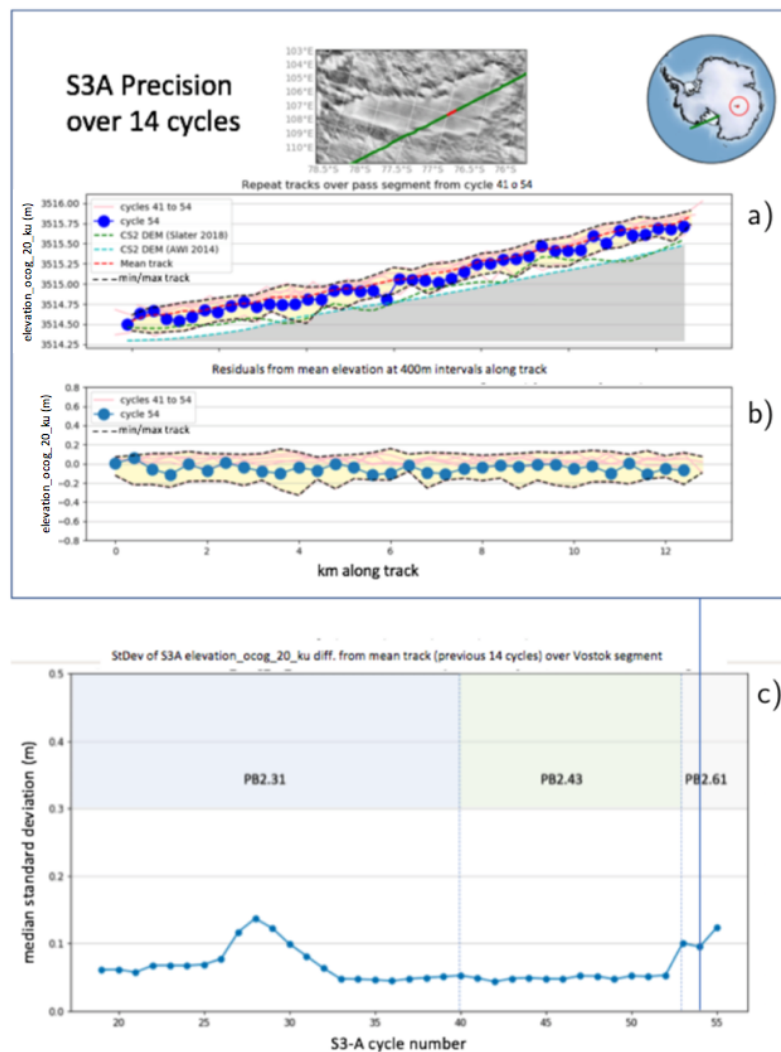 S3A Precision
over 14 cycles
103°E
104°E
105°E
106°E
107°E
108°E
109°E
110°E
78.5°S 78°S 77.5°S 77°S 76.5°S 76°S
Repeat tracks over pass segment from cycle 41 o 54
a)
elevation_ocog_20_ku (m)
3516.00
3515.75
3515.50
3515.25
3515.00
3514.75
3514.50
3514.25
cycles 41 to 54
cycle 54
CS2 DEM (Slater 2018)
CS2 DEM (AWI 2014)
Mean track
min/max track
Residuals from mean elevation at 400m intervals along track
b)
elevation_ocog_20_ku (m)
0.8
0.6
0.4
0.2
0.0
-0.2
-0.4
-0.6
-0.8
cycles 41 to 54
cycle 54
min/max track
0 2 4 6 8 10 12
km along track
StDev of S3A elevation_ocog_20_ku diff. from mean track (previous 14 cycles) over Vostok segment
c)
median standard deviation (m)
0.5
0.4
0.3
0.2
0.1
0.0
PB2.31 PB2.43 PB2.61
20 25 30 35 40 45 50 55
S3-A cycle number